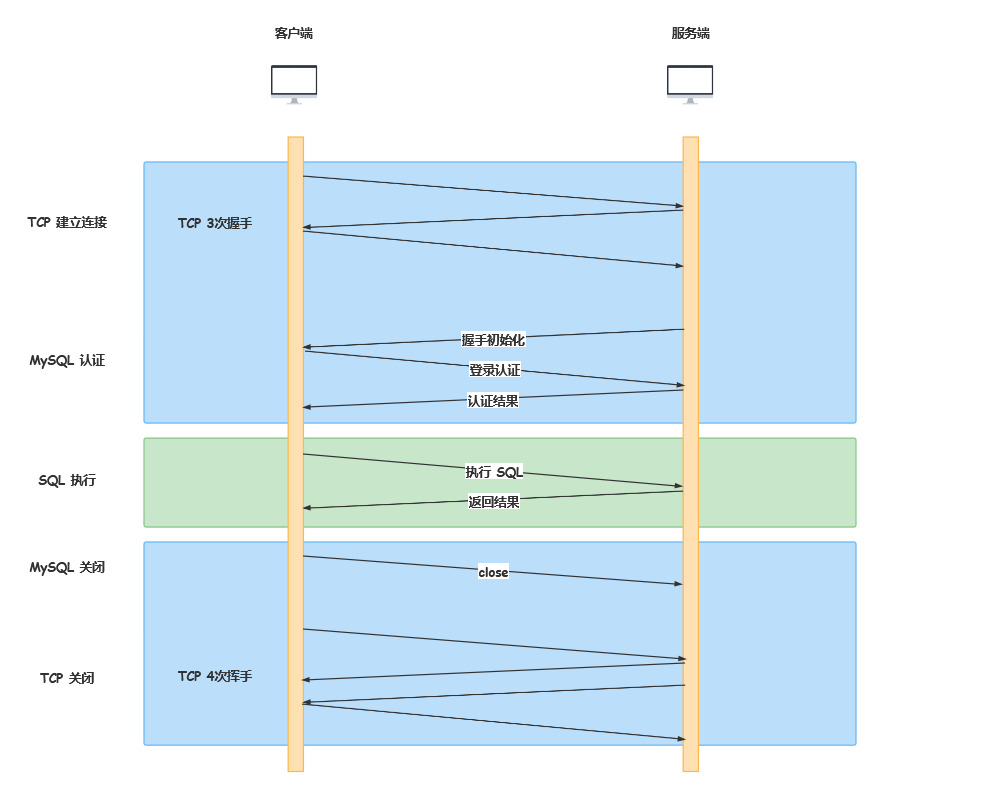 客户端
服务端
TCP 建立连接
TCP 3次握手
握手初始化
MySQL 认证
登录认证
认证结果
执行 SQL
SQL 执行
返回结果
MySQL 关闭
close
TCP 关闭
TCP 4次挥手